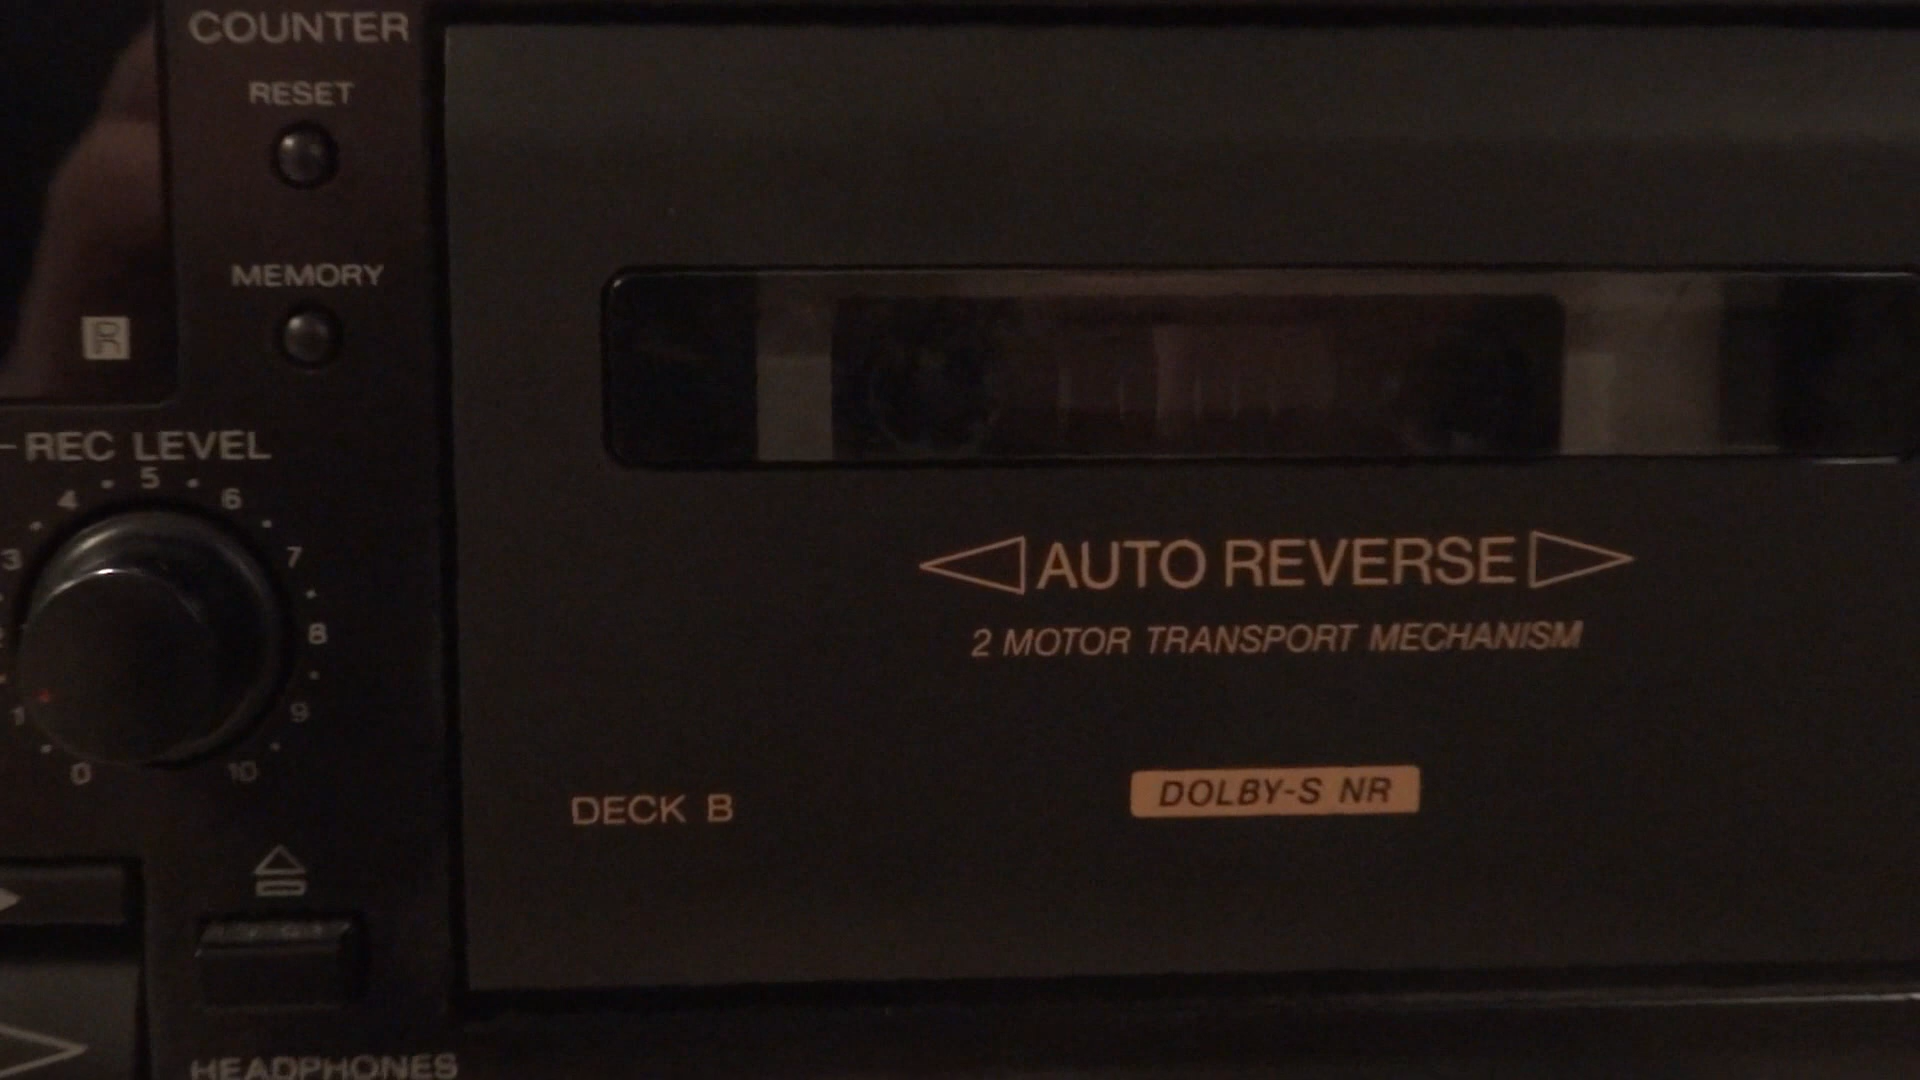 COUNTER
RESET
MEMORY
R
REC LEVEL
5
4 6
3 7
8
1 9
0 10
AUTO REVERSE
2 MOTOR TRANSPORT MECHANISM
DECK B
DOLBY-S NR
HEADPHONES